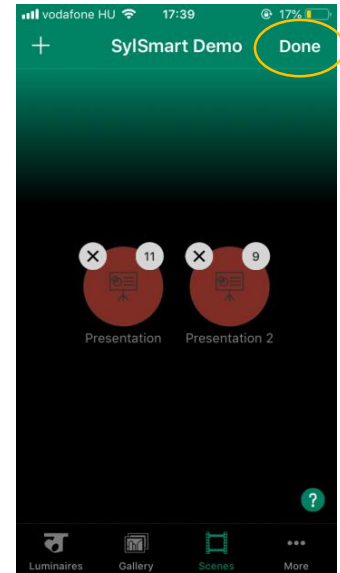 vodafone HU 17:39 17%
+ SylSmart Demo Done
11 9
Presentation Presentation 2
?
Luminaires Gallery Scenes More